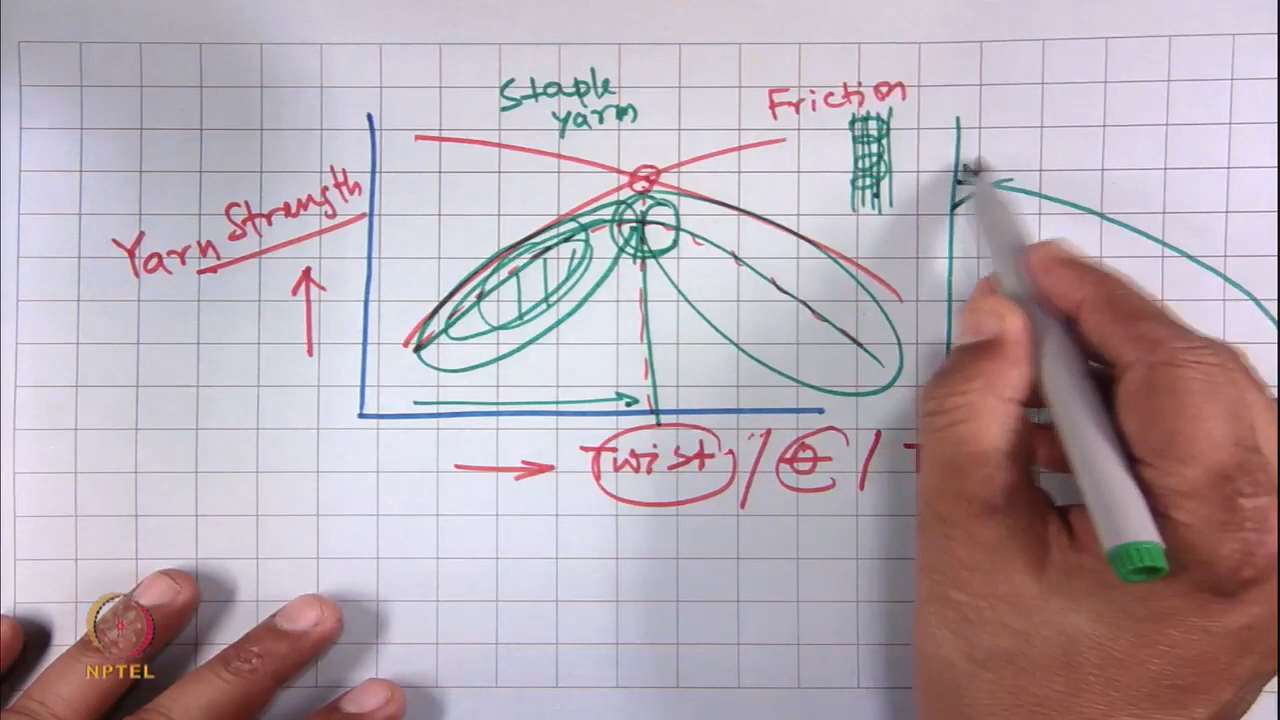 Staple
yarn
Friction
Yarn Strength
Twist / θ /
NPTEL